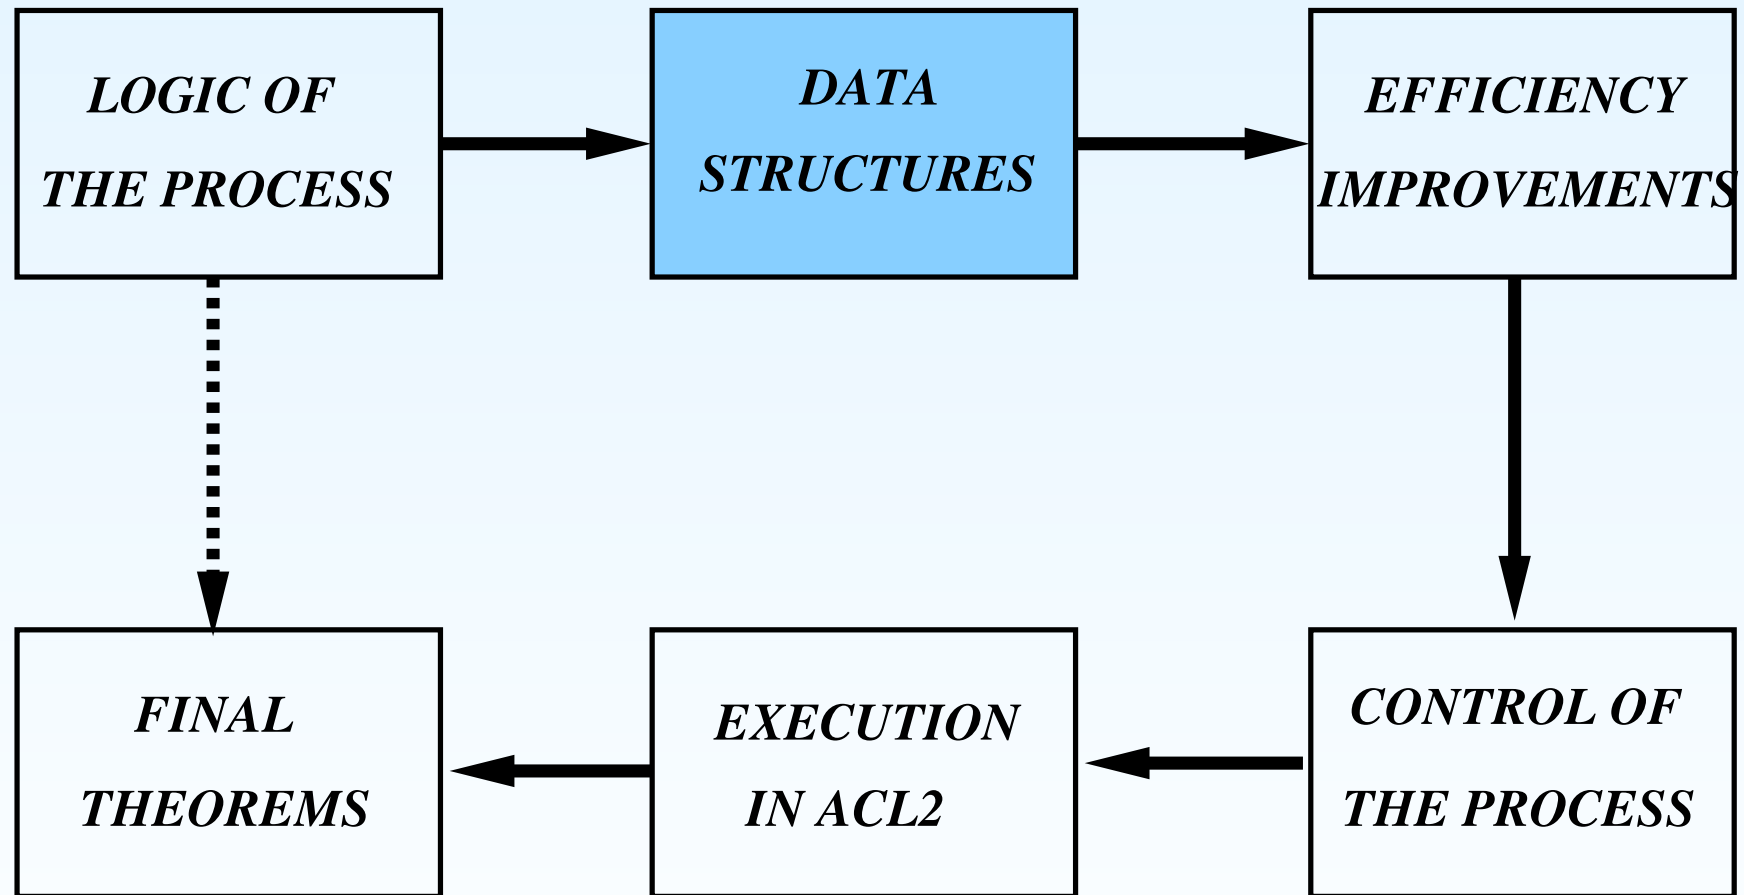 LOGIC OF
THE PROCESS
DATA
STRUCTURES
EFFICIENCY
IMPROVEMENTS
FINAL
THEOREMS
EXECUTION
IN ACL2
CONTROL OF
THE PROCESS